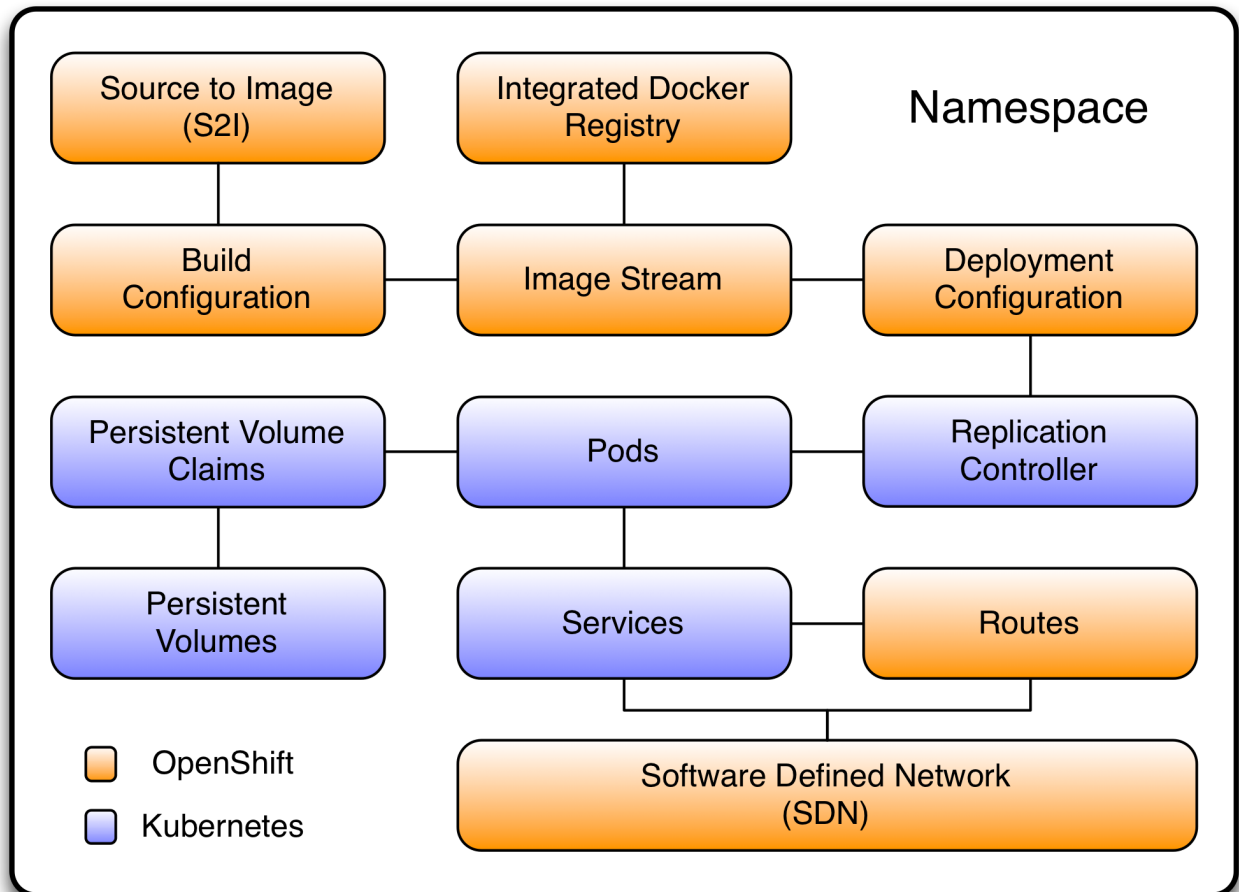 Source to Image
(S2I)
Integrated Docker
Registry
Namespace
Build
Configuration
Image Stream
Deployment
Configuration
Persistent Volume
Claims
Pods
Replication
Controller
Persistent
Volumes
Services
Routes
OpenShift
Kubernetes
Software Defined Network
(SDN)